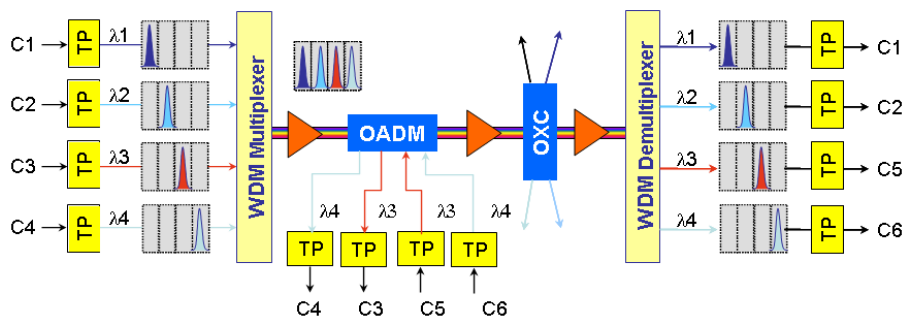 C1 TP λ1
C2 TP λ2
C3 TP λ3
C4 TP λ4
WDM Multiplexer
OADM
λ4 λ3 λ3 λ4
TP TP TP TP
C4 C3 C5 C6
OXC
WDM Demultiplexer
λ1 TP C1
λ2 TP C2
λ3 TP C5
λ4 TP C6